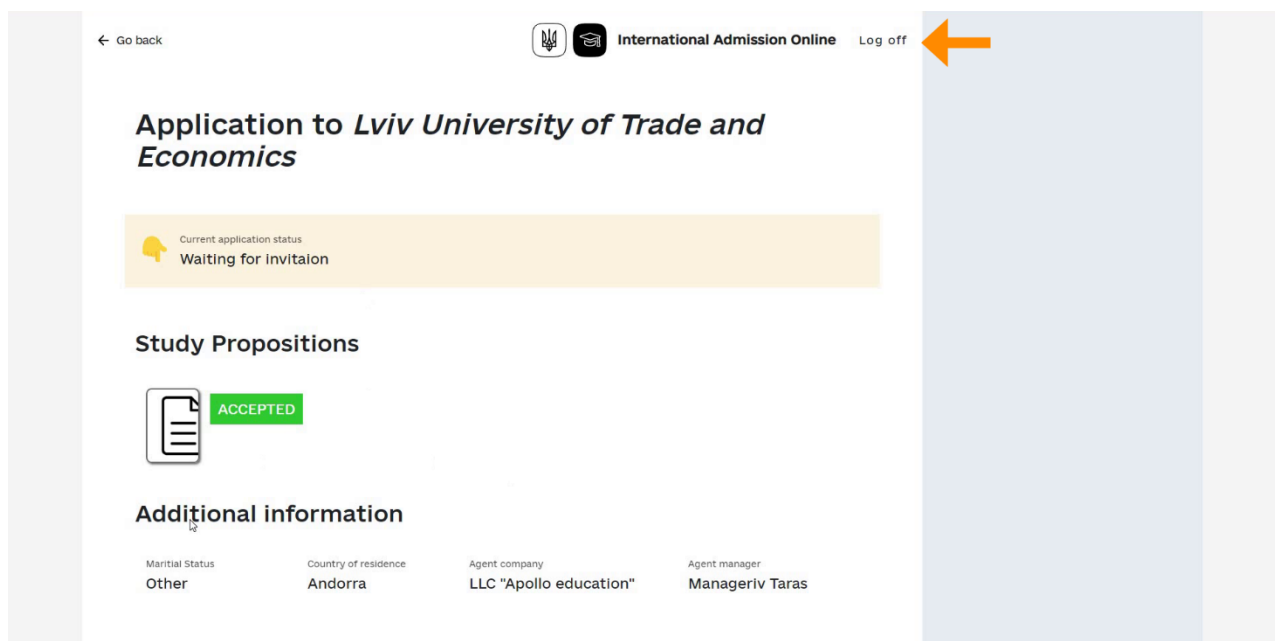 ← Go back
International Admission Online
Log off
Application to Lviv University of Trade and
Economics
Current application status
Waiting for invitaion
Study Propositions
ACCEPTED
Additional information
Maritial Status
Country of residence
Agent company
Agent manager
Other
Andorra
LLC "Apollo education"
Manageriv Taras